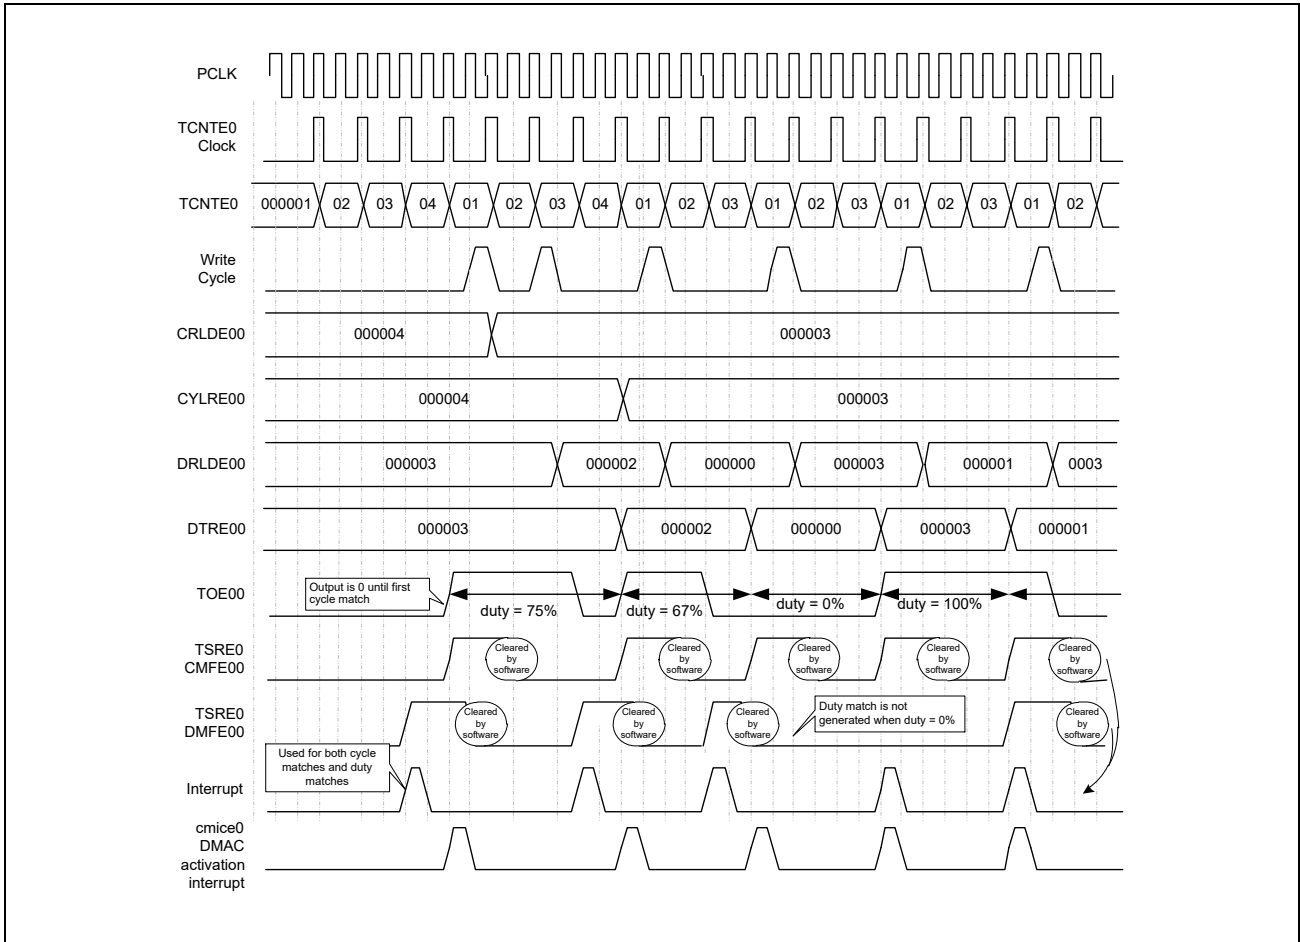 PCLK
TCNTE0
Clock
TCNTE0
000001 02 03 04 01 02 03 04 01 02 03 01 02 03 01 02 03 01 02
Write
Cycle
CRLDE00
000004 000003
CYLRE00
000004 000003
DRLDE00
000003 000002 000000 000003 000001 0003
DTRE00
000003 000002 000000 000003 000001
TOE00
Output is 0 until first
cycle match
duty = 75% duty = 67% duty = 0% duty = 100%
TSRE0
CMFE00
Cleared
by
software
Cleared
by
software
Cleared
by
software
Cleared
by
software
Cleared
by
software
TSRE0
DMFE00
Cleared
by
software
Cleared
by
software
Cleared
by
software
Duty match is not
generated when duty = 0%
Cleared
by
software
Used for both cycle
matches and duty
matches
Interrupt
cmice0
DMAC
activation
interrupt